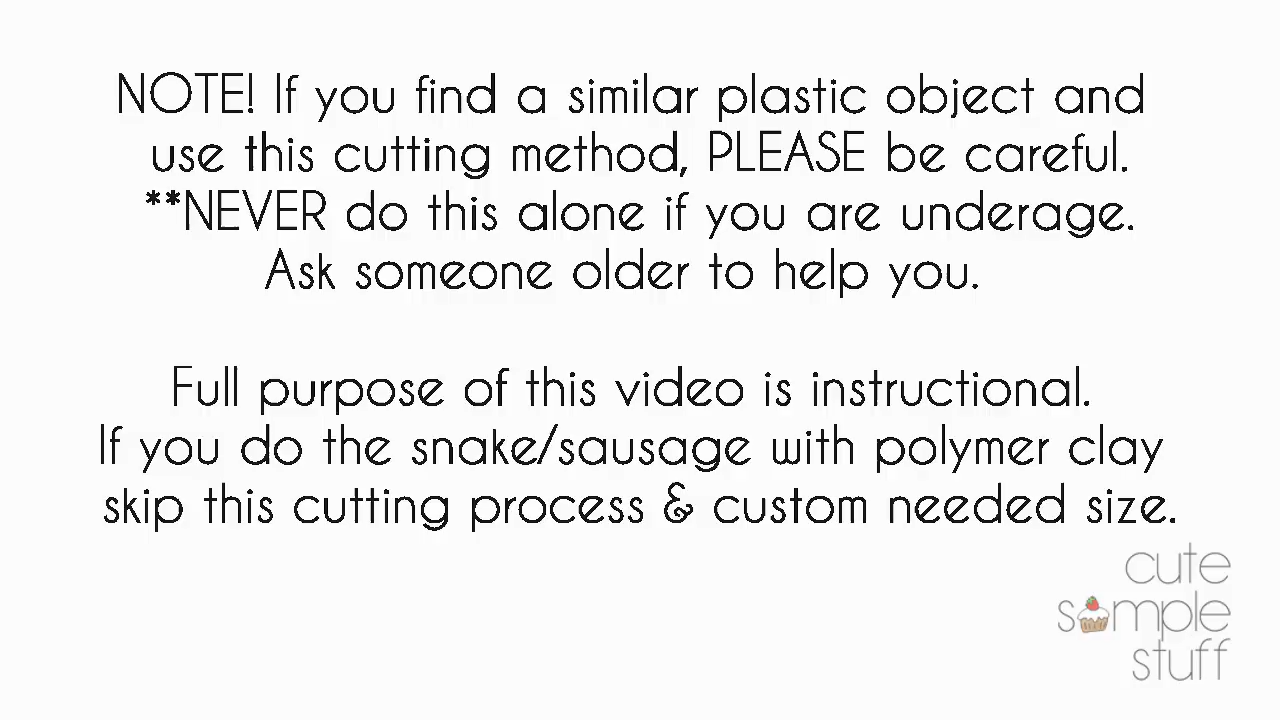 NOTE! If you find a similar plastic object and
use this cutting method, PLEASE be careful.
**NEVER do this alone if you are underage.
Ask someone older to help you.
Full purpose of this video is instructional.
If you do the snake/sausage with polymer clay
skip this cutting process & custom needed size.
cute
sample
stuff